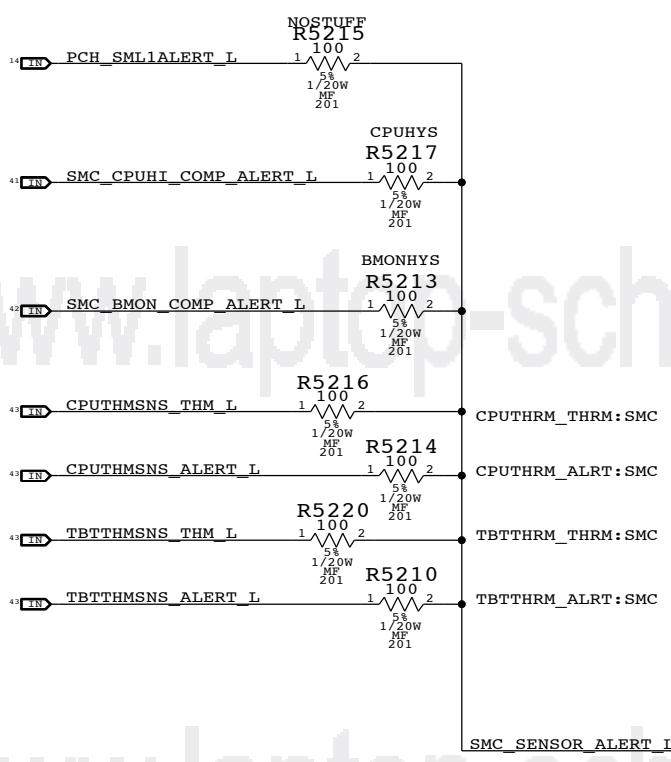 NOSTUFF
R5215
100
14 IN PCH_SML1ALERT_L 1 2
5%
1/20W
MF
201
CPUHYS
R5217
100
41 IN SMC_CPUHI_COMP_ALERT_L 1 2
5%
1/20W
MF
201
BMONHYS
R5213
100
42 IN SMC_BMON_COMP_ALERT_L 1 2
5%
1/20W
MF
201
R5216
100
43 IN CPUTHMSNS_THM_L 1 2 CPUTHRM_THRM:SMC
5%
1/20W
MF
201
R5214
100
43 IN CPUTHMSNS_ALERT_L 1 2 CPUTHRM_ALRT:SMC
5%
1/20W
MF
201
R5220
100
43 IN TBTTHMSNS_THM_L 1 2 TBTTHRM_THRM:SMC
5%
1/20W
MF
201
R5210
100
43 IN TBTTHMSNS_ALERT_L 1 2 TBTTHRM_ALRT:SMC
5%
1/20W
MF
201
SMC_SENSOR_ALERT_L
ww.laptop-sch